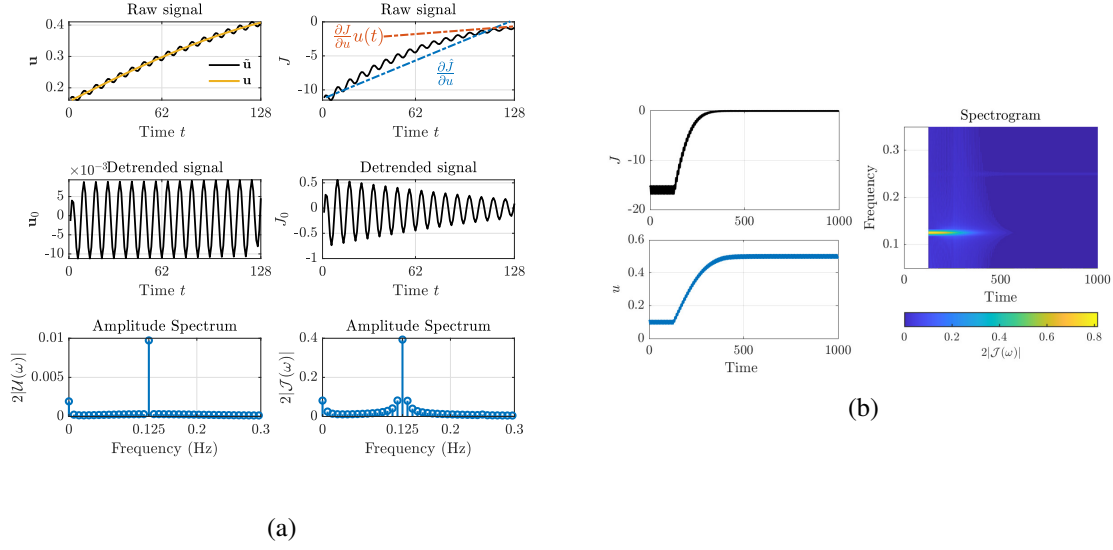 Raw signal
0.4
0.3
0.2
u
ũ
u
0
62
128
Time t
Raw signal
0
-5
-10
J
∂J/∂u u(t)
∂Ĵ/∂u
0
62
128
Time t
×10⁻³ Detrended signal
5
0
-5
-10
u₀
0
62
128
Time t
Detrended signal
0.5
0
-0.5
-1
J₀
0
62
128
Time t
Amplitude Spectrum
0.01
0.005
0
2|𝒰(ω)|
0
0.125
0.2
0.3
Frequency (Hz)
Amplitude Spectrum
0.4
0.2
0
2|𝒥(ω)|
0
0.125
0.2
0.3
Frequency (Hz)
(a)
0
-10
-20
J
0
500
1000
0.4
0.2
0
u
0
500
1000
Time
Spectrogram
0.3
0.2
0.1
Frequency
0
500
1000
Time
0
0.2
0.4
0.6
0.8
2|𝒥(ω)|
(b)